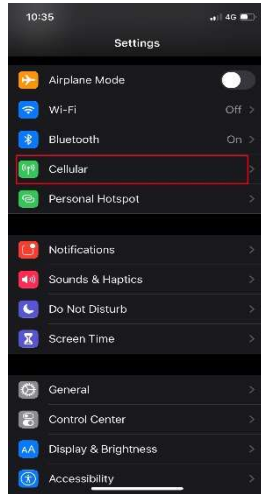 10:35 4G
Settings
Airplane Mode
Wi-Fi Off
Bluetooth On
Cellular
Personal Hotspot
Notifications
Sounds & Haptics
Do Not Disturb
Screen Time
General
Control Center
AA Display & Brightness
Accessibility